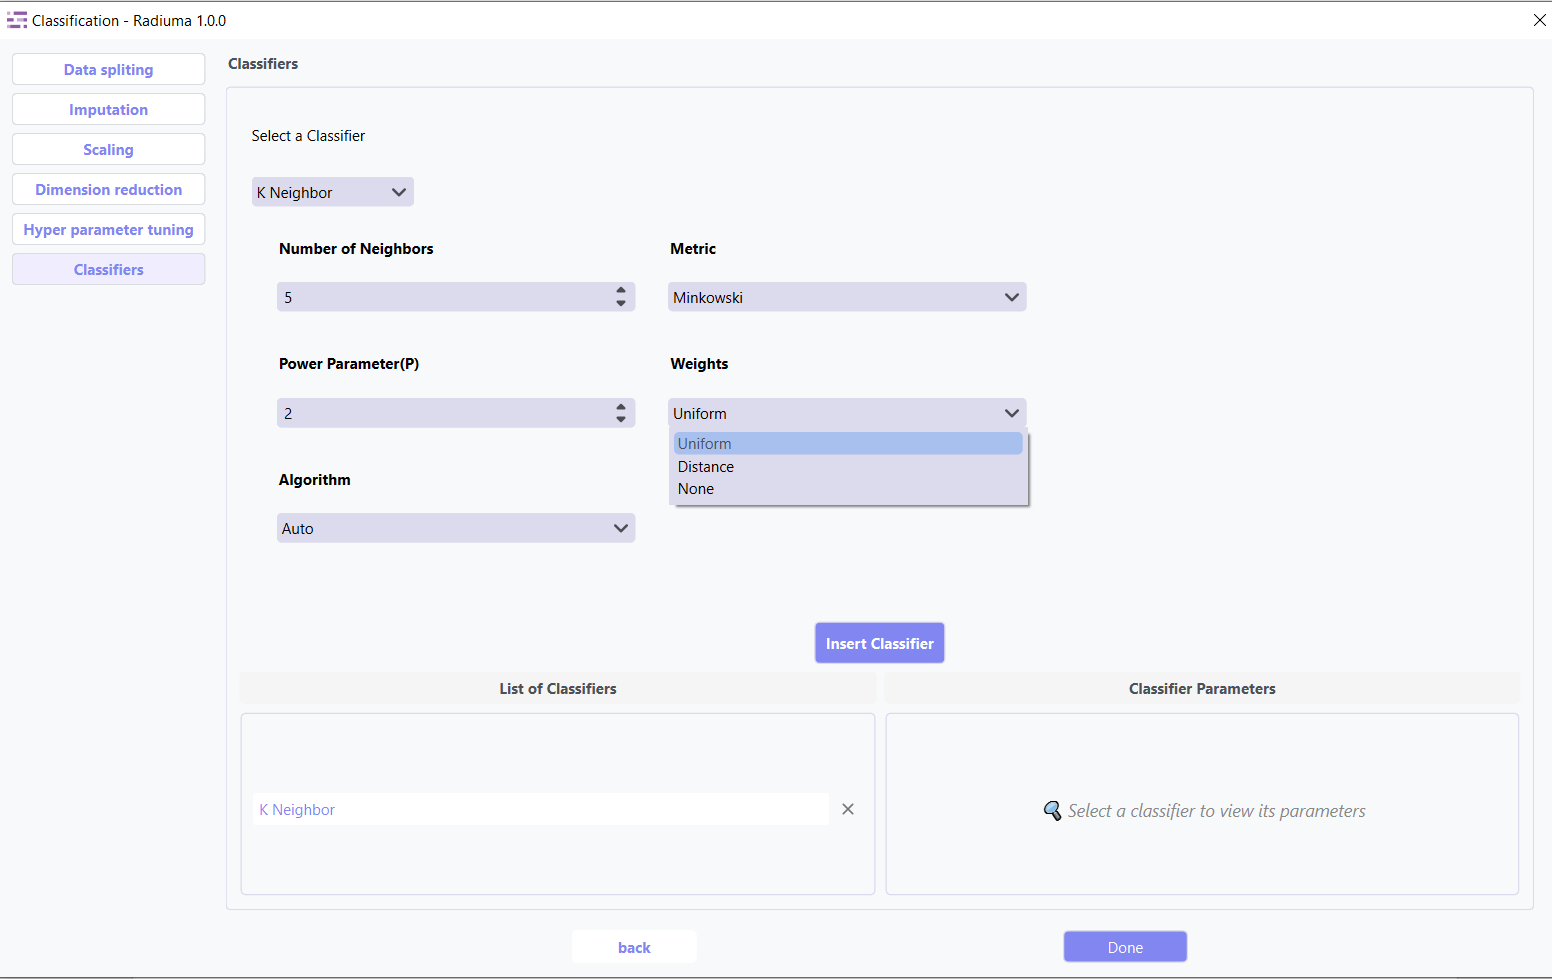 Classification - Radiuma 1.0.0
Data spliting
Imputation
Scaling
Dimension reduction
Hyper parameter tuning
Classifiers
Classifiers
Select a Classifier
K Neighbor
Number of Neighbors
Metric
5
Minkowski
Power Parameter(P)
Weights
2
Uniform
Uniform
Distance
None
Algorithm
Auto
Insert Classifier
List of Classifiers
Classifier Parameters
K Neighbor
Select a classifier to view its parameters
back
Done